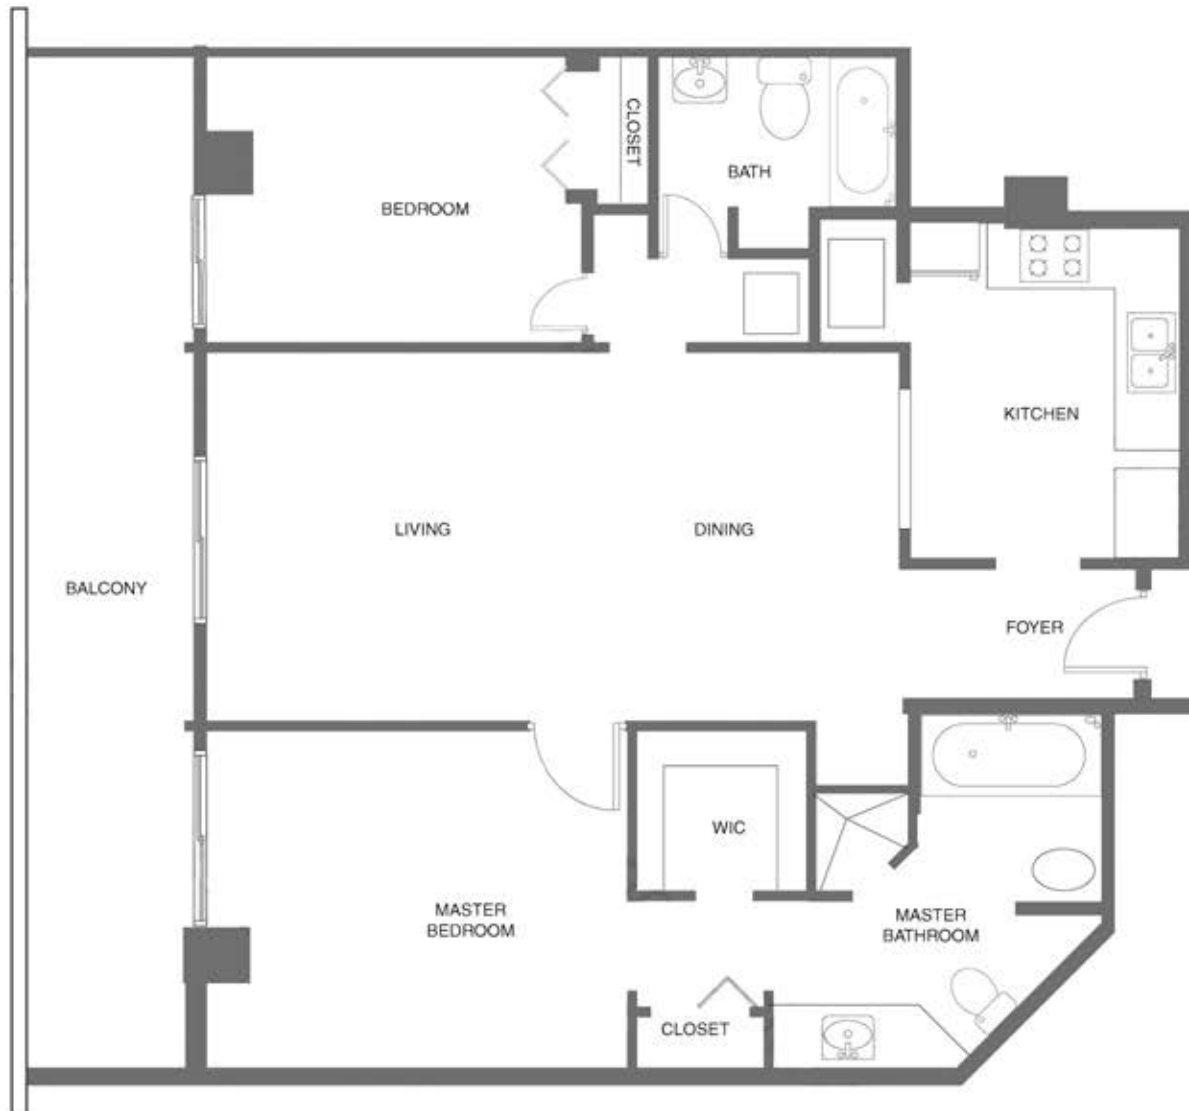 CLOSET
BATH
BEDROOM
KITCHEN
LIVING
DINING
BALCONY
FOYER
WIC
MASTER
BEDROOM
MASTER
BATHROOM
CLOSET